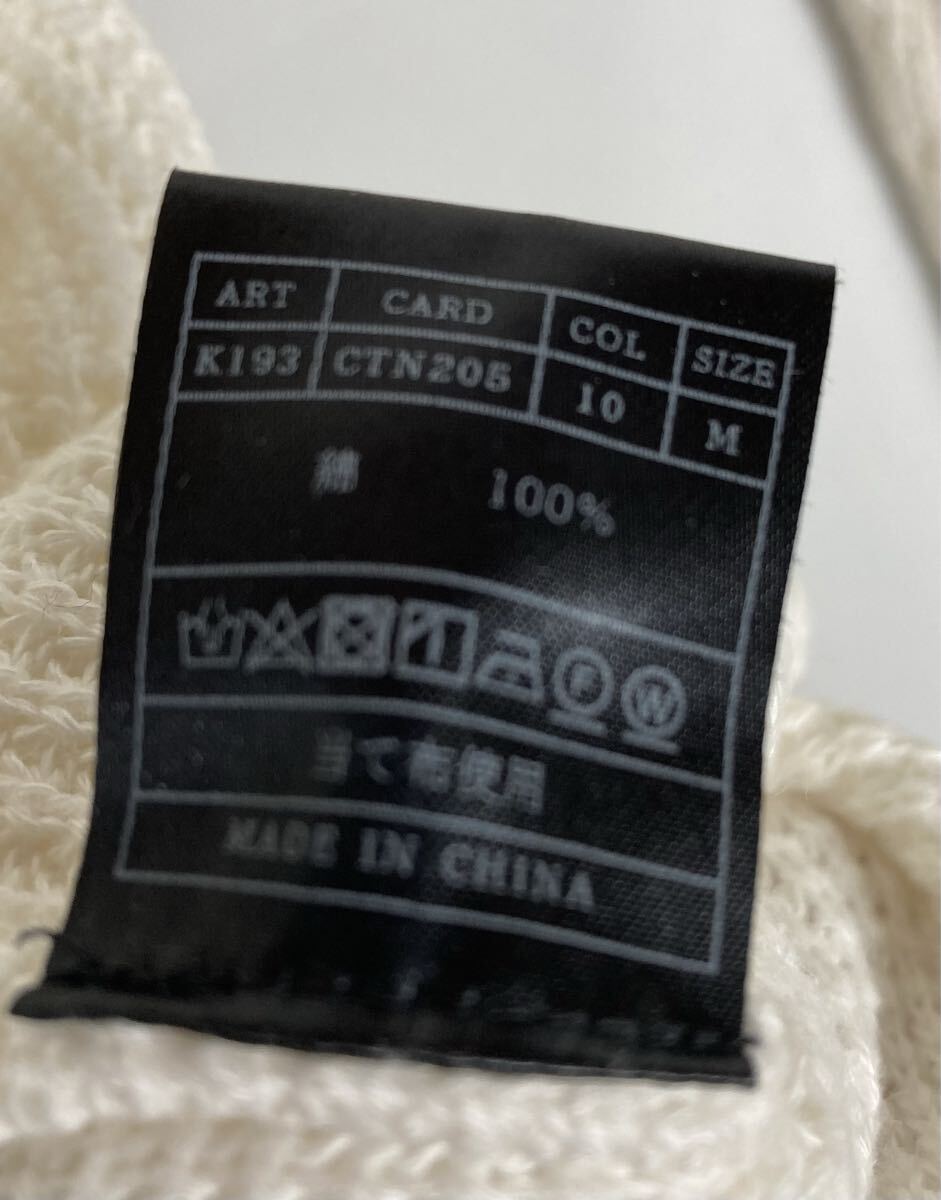 ART CARD COL SIZE
K193 CTN205 10 M
綿 100%
F W
当て布使用
MADE IN CHINA